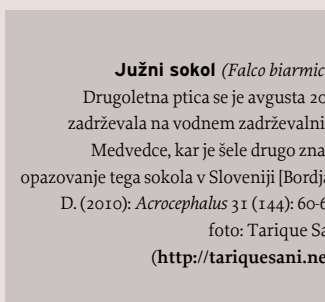 Južni sokol (Falco biarmic
Drugoletna ptica se je avgusta 20
zadrževala na vodnem zadrževalni
Medvedce, kar je šele drugo zna
opazovanje tega sokola v Sloveniji [Bordja
D. (2010): Acrocephalus 31 (144): 60-6
foto: Tarique Sa
(http://tariquesani.ne